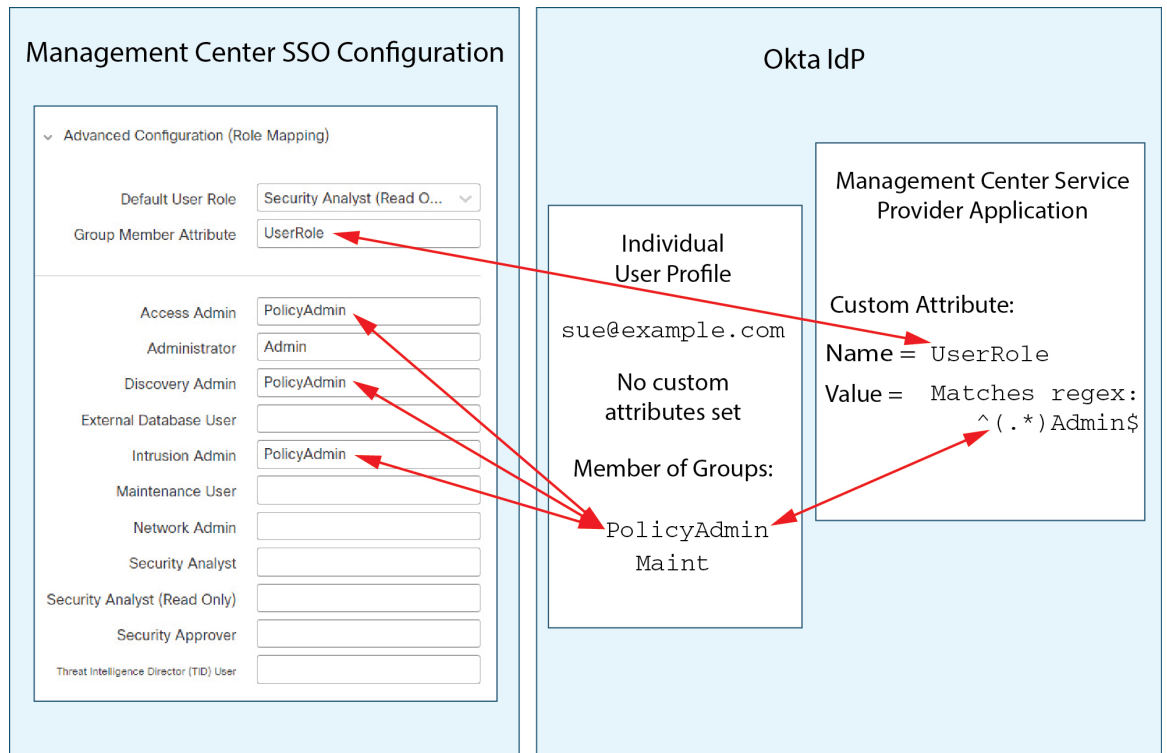 Management Center SSO Configuration
Advanced Configuration (Role Mapping)
Default User Role Security Analyst (Read O...
Group Member Attribute UserRole
Access Admin PolicyAdmin
Administrator Admin
Discovery Admin PolicyAdmin
External Database User
Intrusion Admin PolicyAdmin
Maintenance User
Network Admin
Security Analyst
Security Analyst (Read Only)
Security Approver
Threat Intelligence Director (TID) User
Okta IdP
Individual
User Profile
sue@example.com
No custom
attributes set
Member of Groups:
PolicyAdmin
Maint
Management Center Service
Provider Application
Custom Attribute:
Name = UserRole
Value = Matches regex:
^(.*)Admin$